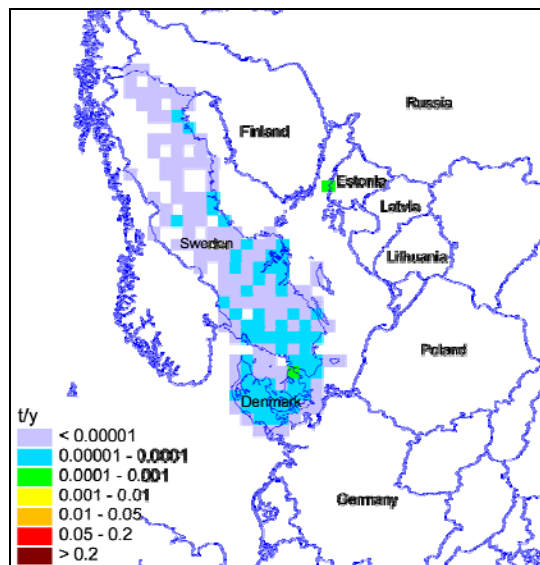 Russia
Finland
Estonia
Latvia
Sweden
Lithuania
Poland
Denmark
t/y
< 0.00001
0.00001 - 0.0001
0.0001 - 0.001
0.001 - 0.01
0.01 - 0.05
0.05 - 0.2
> 0.2
Germany